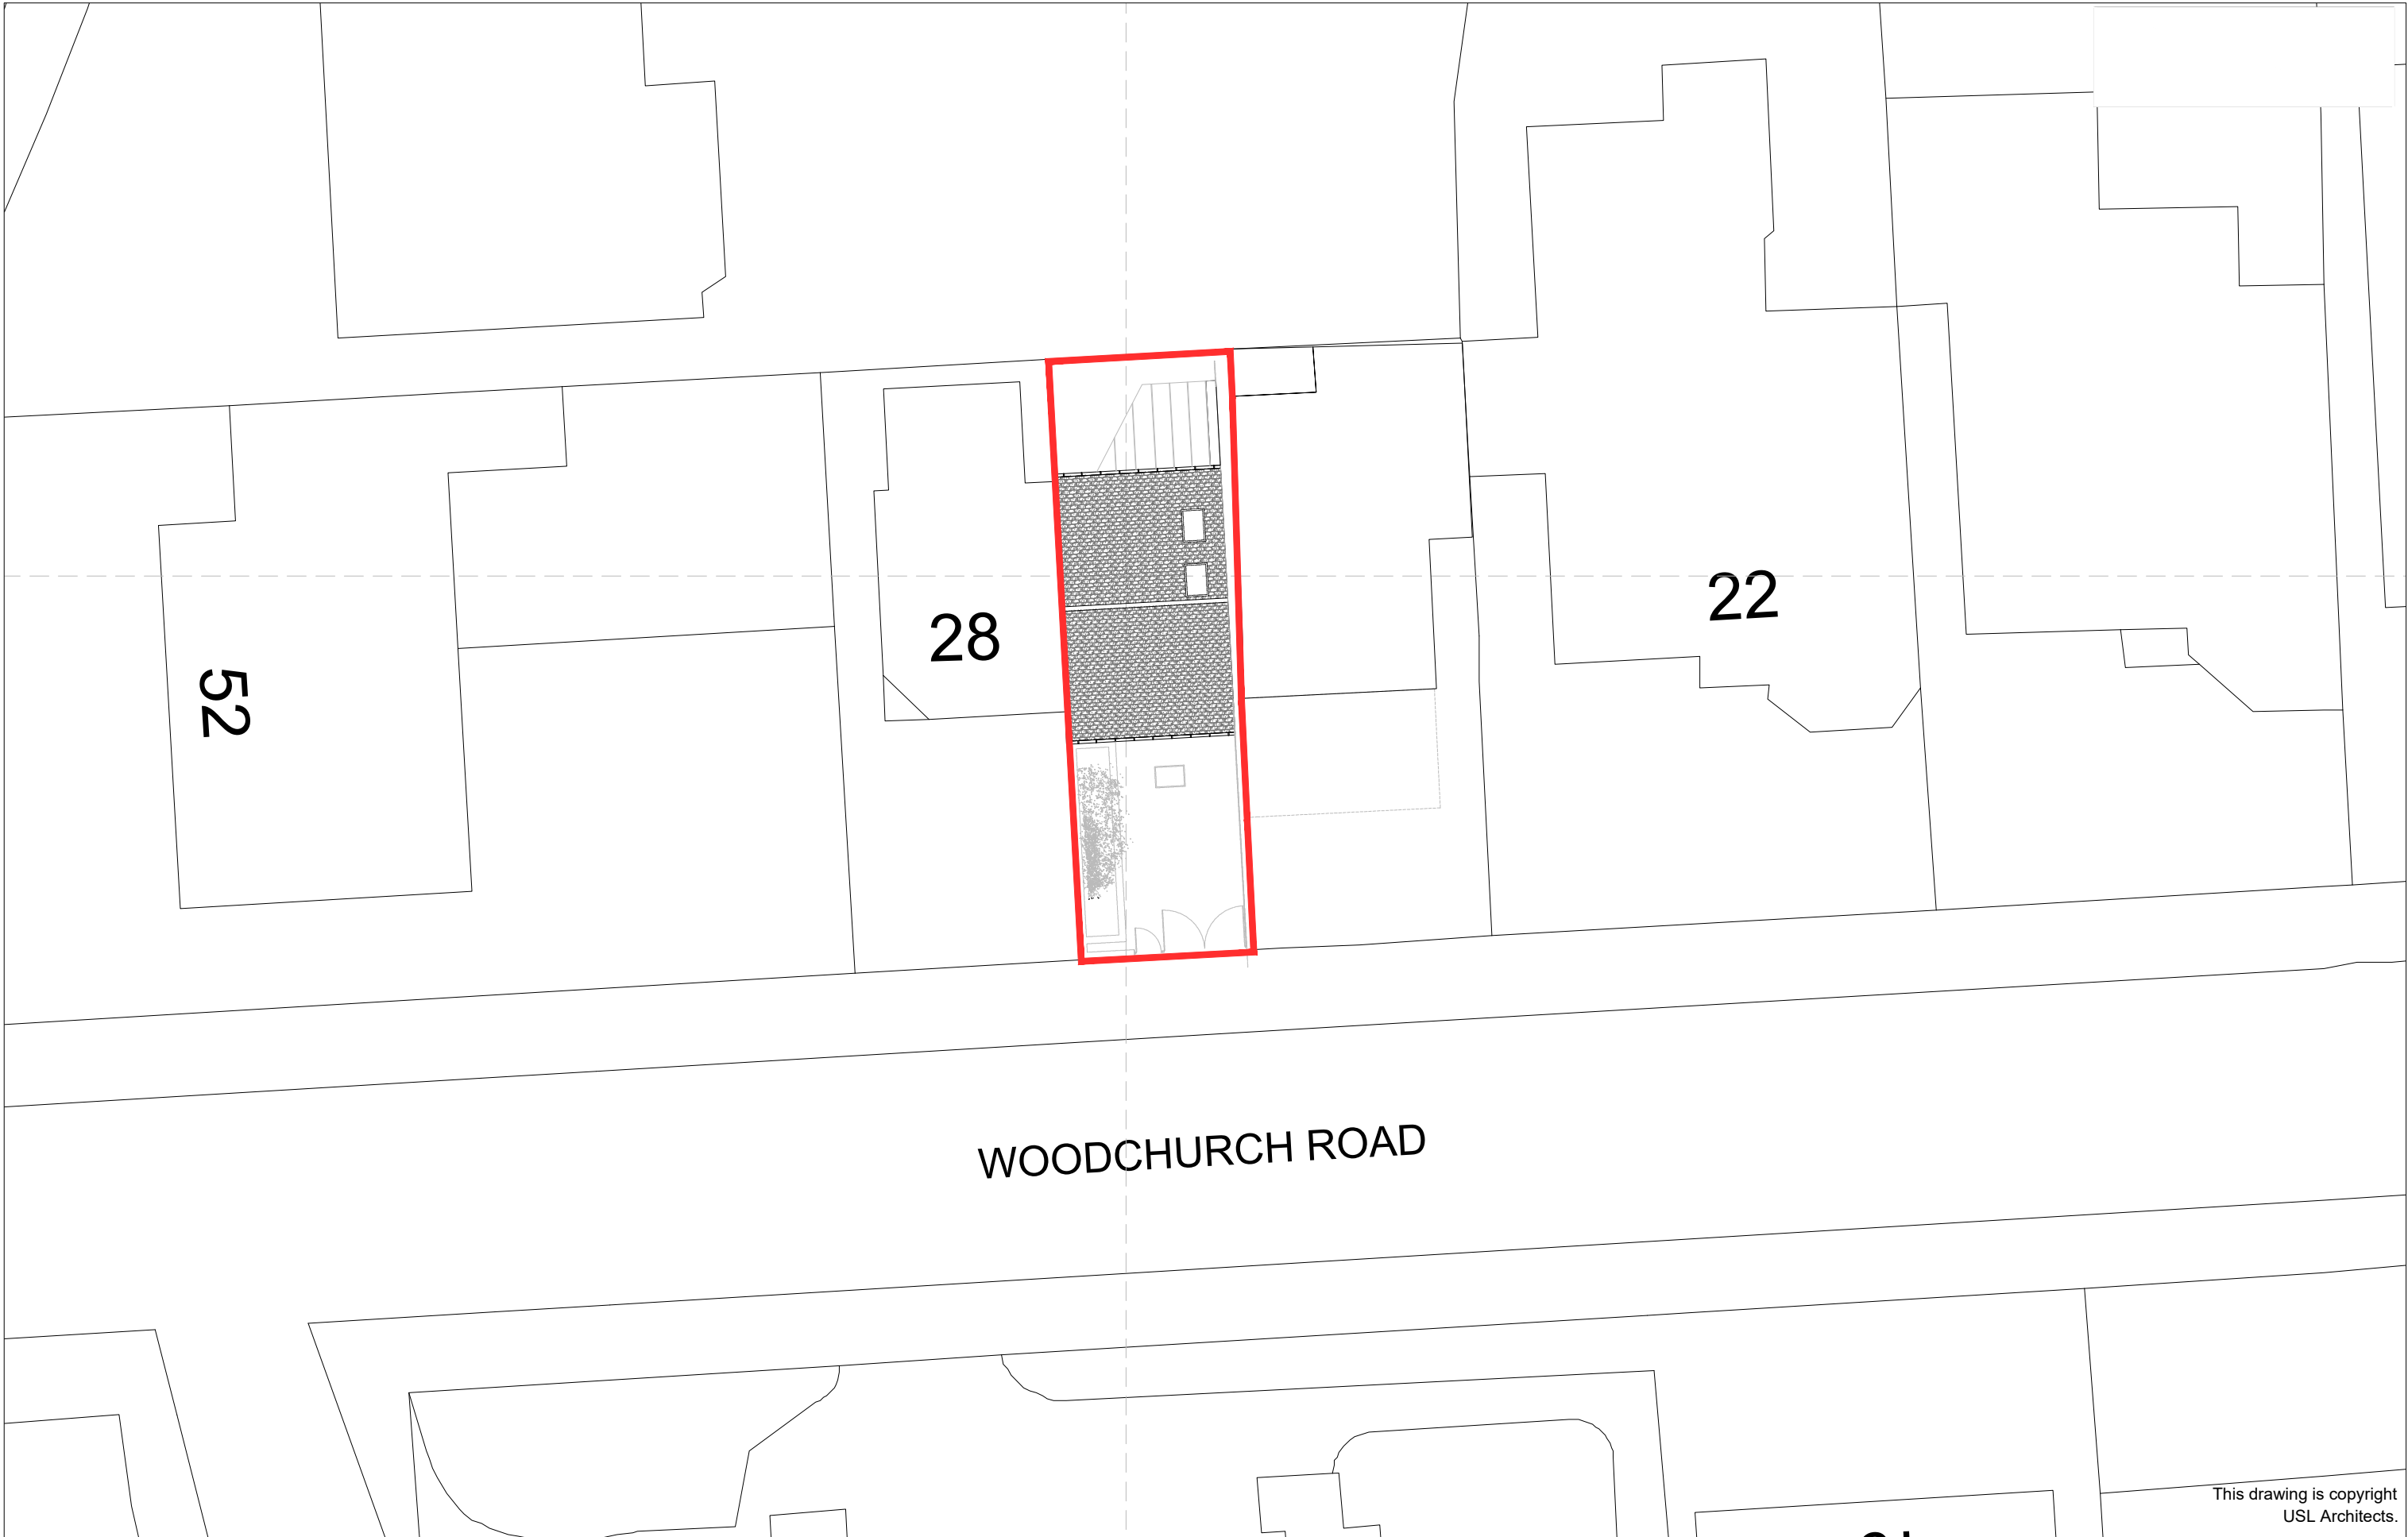 28
22
52
WOODCHURCH ROAD
This drawing is copyright
USL Architects.